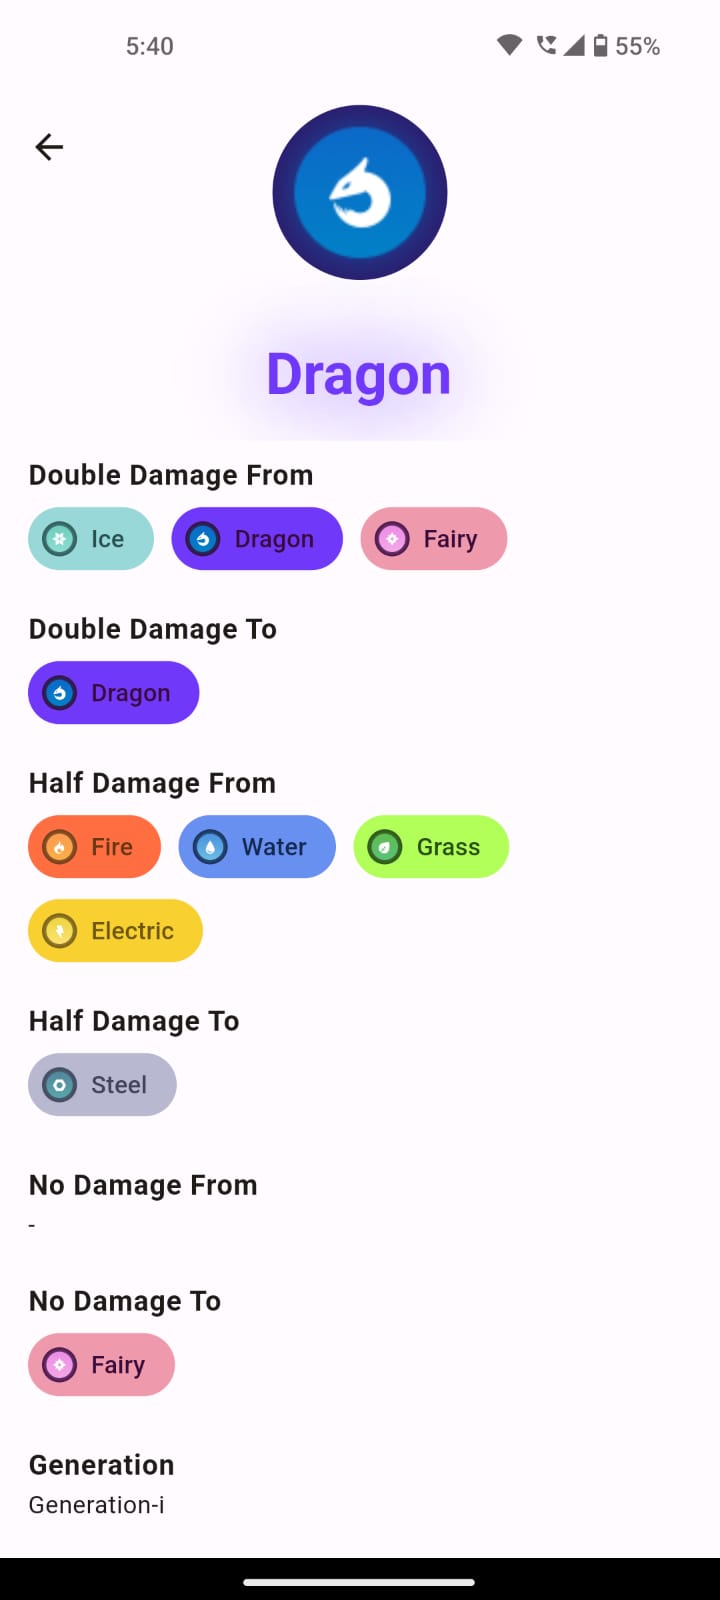 5:40 55%
Dragon
Double Damage From
Ice Dragon Fairy
Double Damage To
Dragon
Half Damage From
Fire Water Grass
Electric
Half Damage To
Steel
No Damage From
-
No Damage To
Fairy
Generation
Generation-i